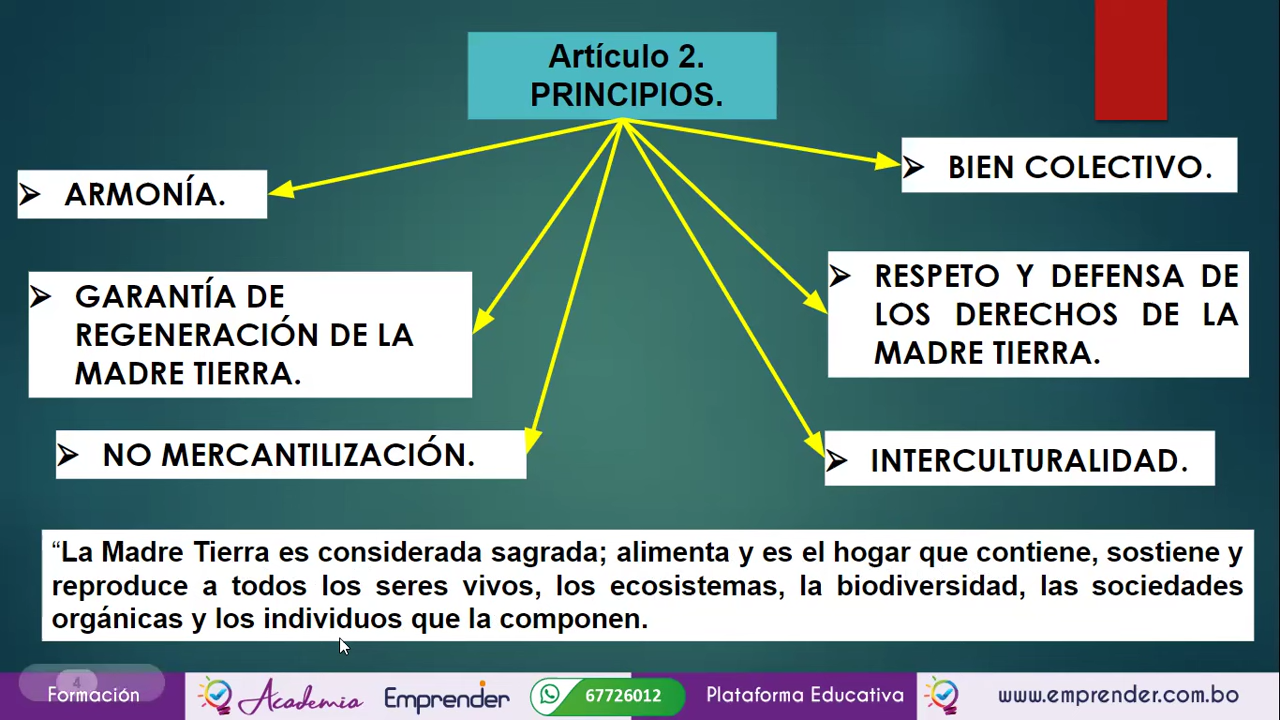 Artículo 2.
PRINCIPIOS.
➢ ARMONÍA.
➢ GARANTÍA DE
REGENERACIÓN DE LA
MADRE TIERRA.
➢ NO MERCANTILIZACIÓN.
➢ BIEN COLECTIVO.
➢ RESPETO Y DEFENSA DE
LOS DERECHOS DE LA
MADRE TIERRA.
➢ INTERCULTURALIDAD.
“La Madre Tierra es considerada sagrada; alimenta y es el hogar que contiene, sostiene y
reproduce a todos los seres vivos, los ecosistemas, la biodiversidad, las sociedades
orgánicas y los individuos que la componen.
4
Formación
Academia Emprender
67726012
Plataforma Educativa
www.emprender.com.bo